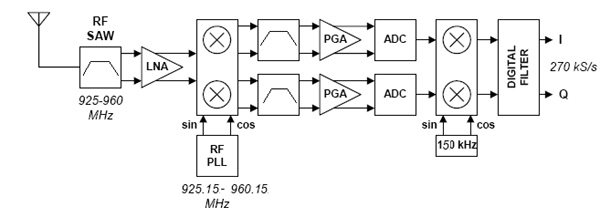 RF
SAW
LNA
925-960
MHz
PGA
ADC
PGA
ADC
sin
cos
RF
PLL
925.15- 960.15
MHz
sin
cos
150 kHz
DIGITAL
FILTER
I
270 kS/s
Q